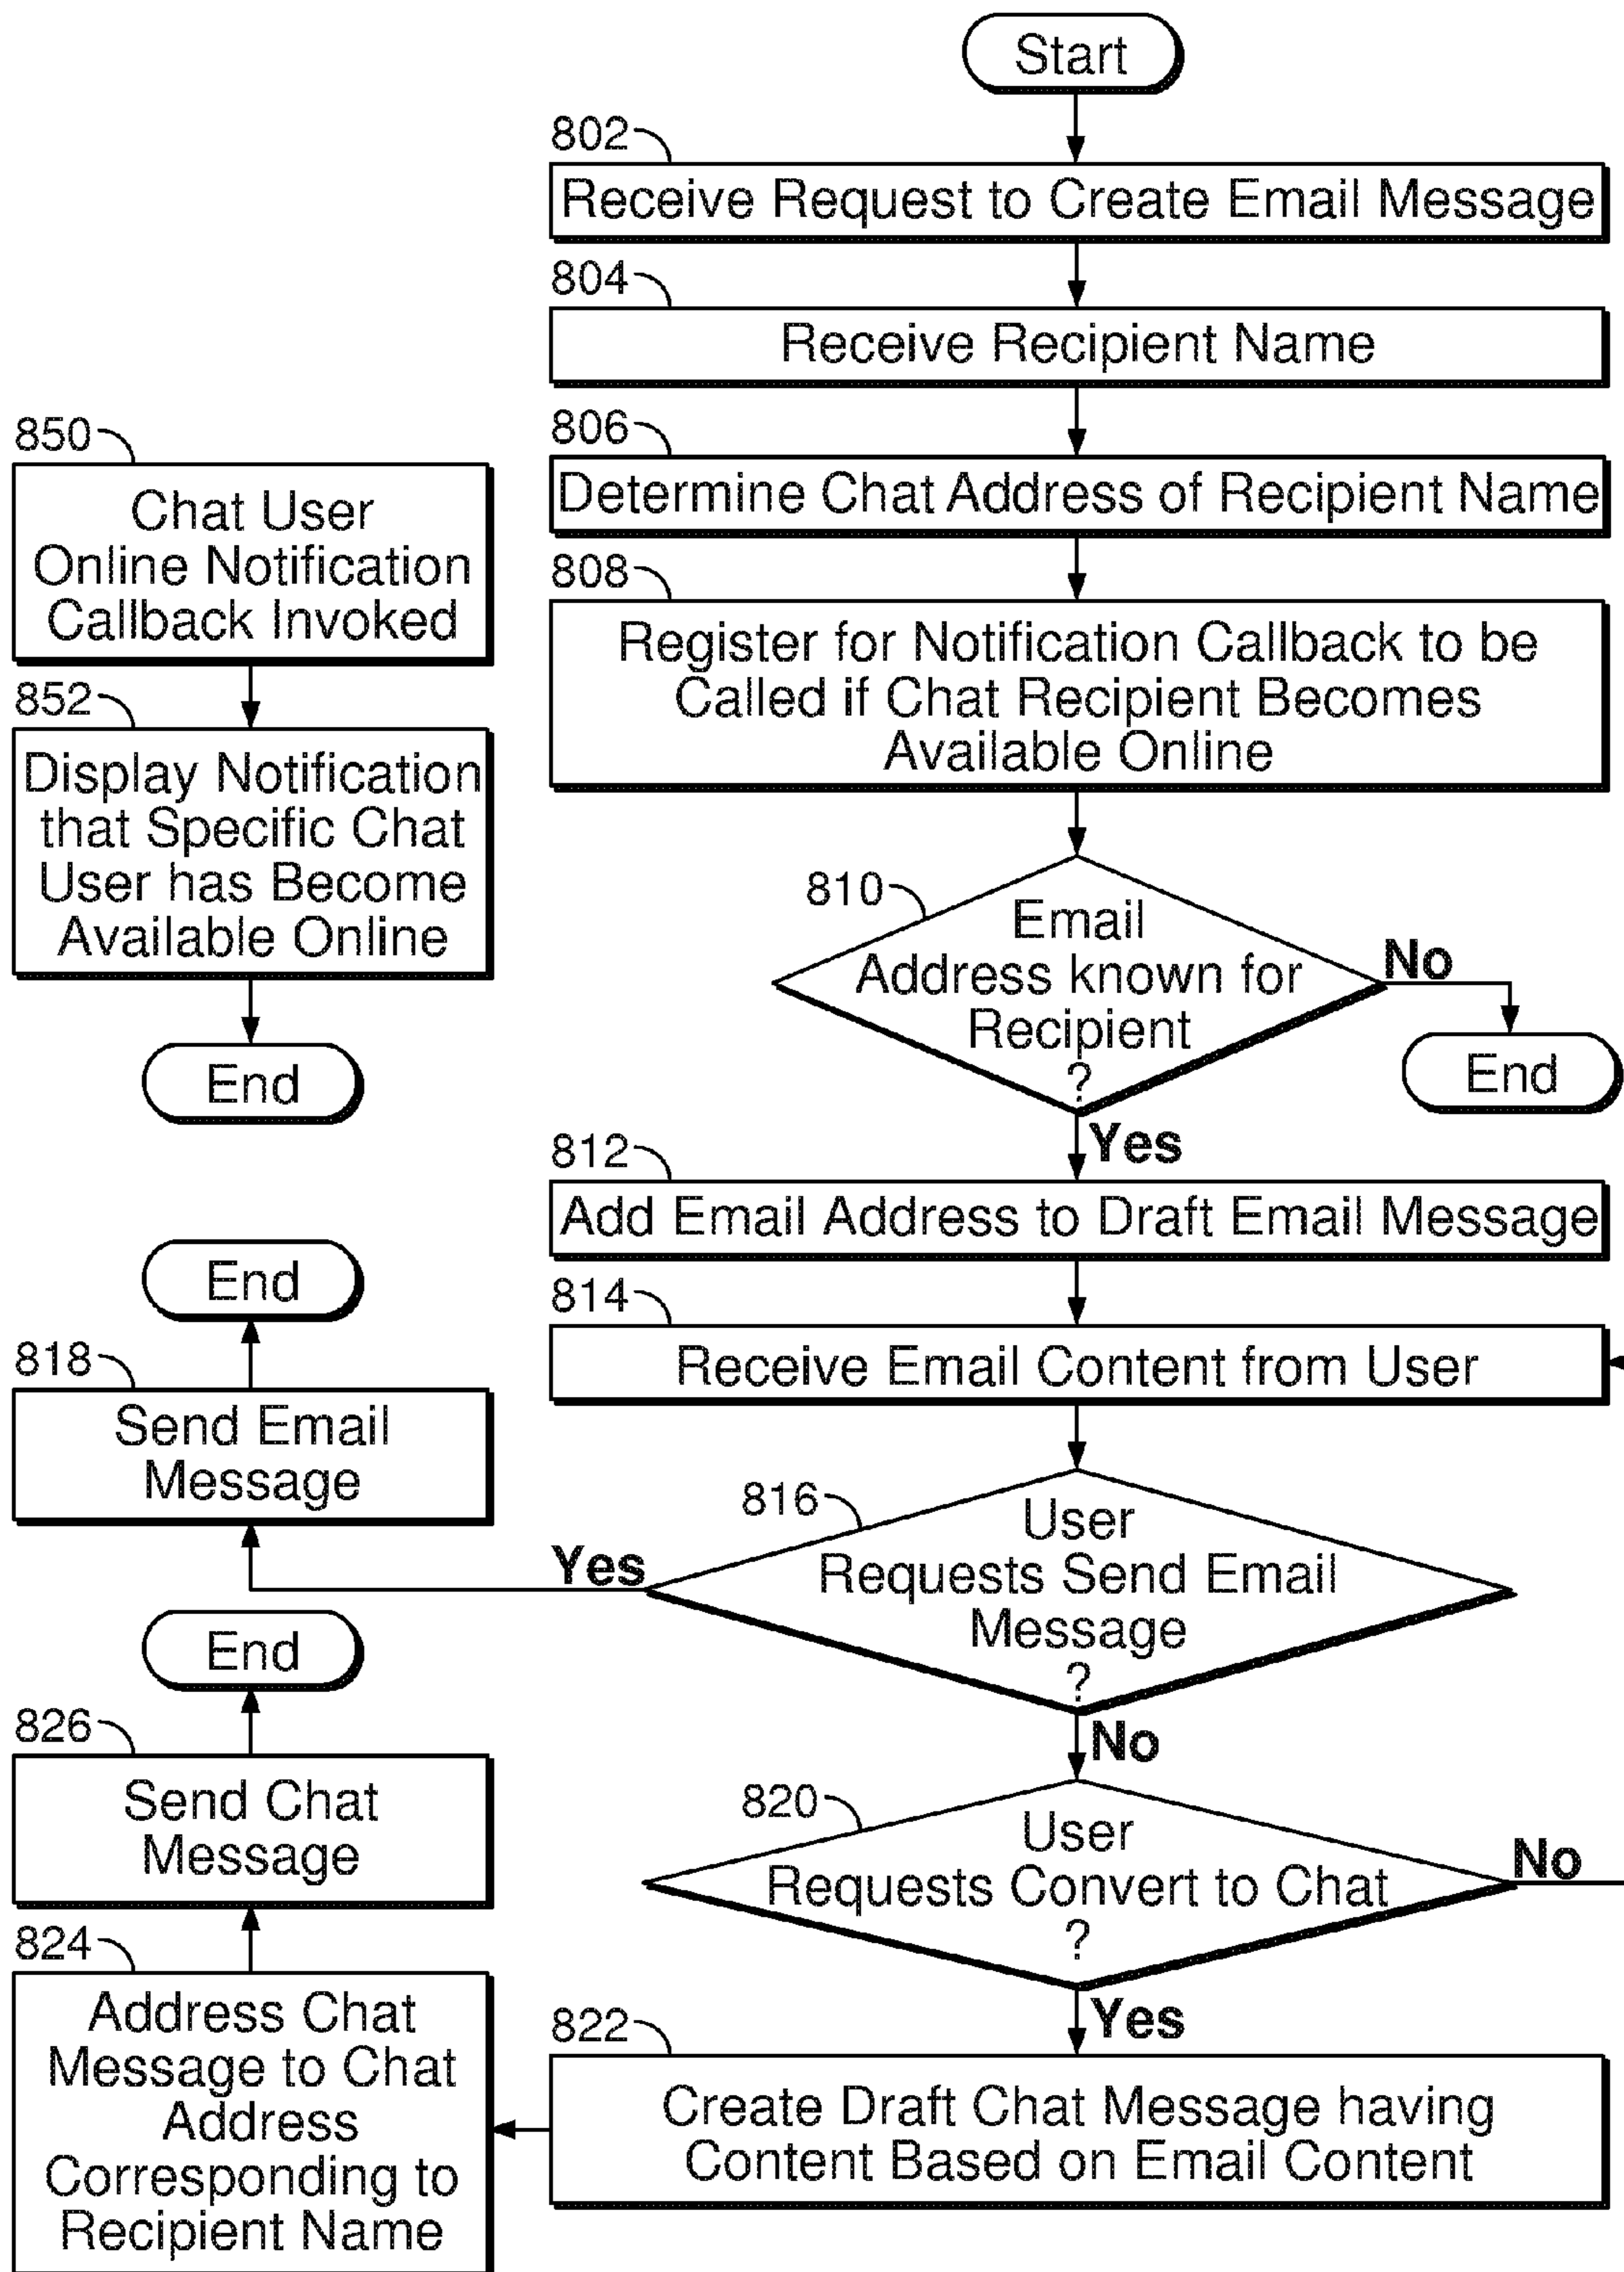 Start
802
Receive Request to Create Email Message
804
Receive Recipient Name
806
Determine Chat Address of Recipient Name
808
Register for Notification Callback to be
Called if Chat Recipient Becomes
Available Online
850
Chat User
Online Notification
Callback Invoked
852
Display Notification
that Specific Chat
User has Become
Available Online
End
810
Email
Address known for
Recipient
?
No
End
Yes
812
Add Email Address to Draft Email Message
814
Receive Email Content from User
816
User
Requests Send Email
Message
?
Yes
818
Send Email
Message
End
No
820
User
Requests Convert to Chat
?
No
Yes
822
Create Draft Chat Message having
Content Based on Email Content
824
Address Chat
Message to Chat
Address
Corresponding to
Recipient Name
826
Send Chat
Message
End